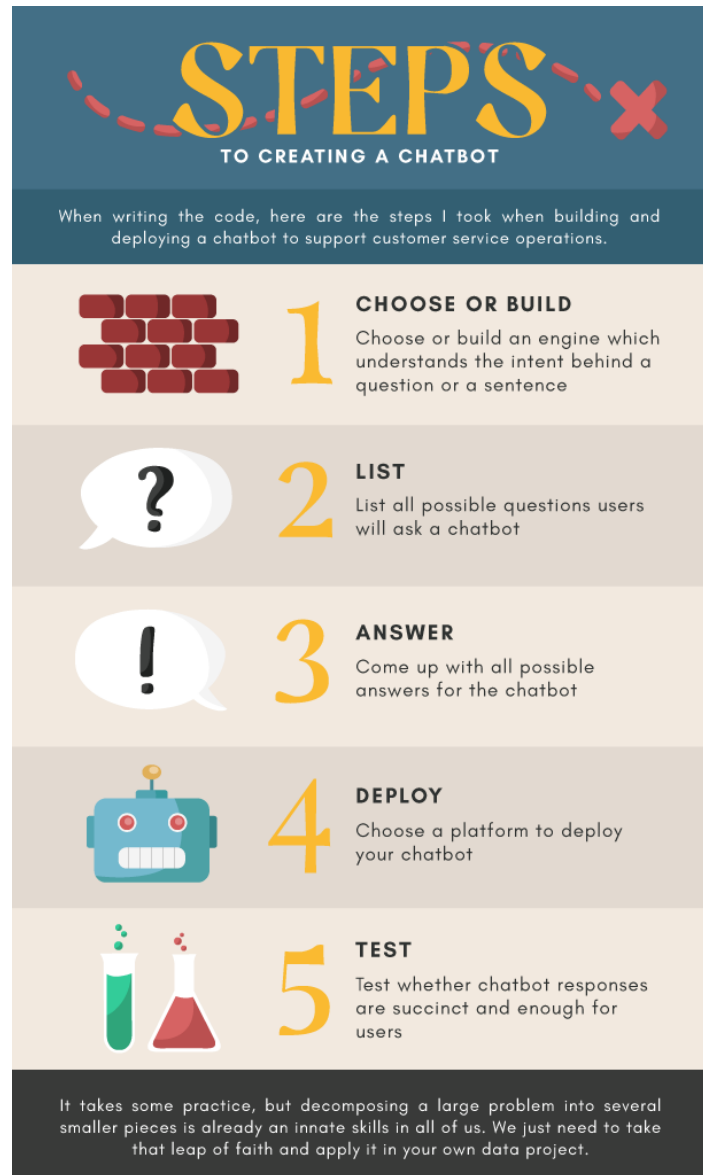 STEPS
TO CREATING A CHATBOT
When writing the code, here are the steps I took when building and
deploying a chatbot to support customer service operations.
1
CHOOSE OR BUILD
Choose or build an engine which
understands the intent behind a
question or a sentence
?
2
LIST
List all possible questions users
will ask a chatbot
!
3
ANSWER
Come up with all possible
answers for the chatbot
4
DEPLOY
Choose a platform to deploy
your chatbot
5
TEST
Test whether chatbot responses
are succinct and enough for
users
It takes some practice, but decomposing a large problem into several
smaller pieces is already an innate skills in all of us. We just need to take
that leap of faith and apply it in your own data project.